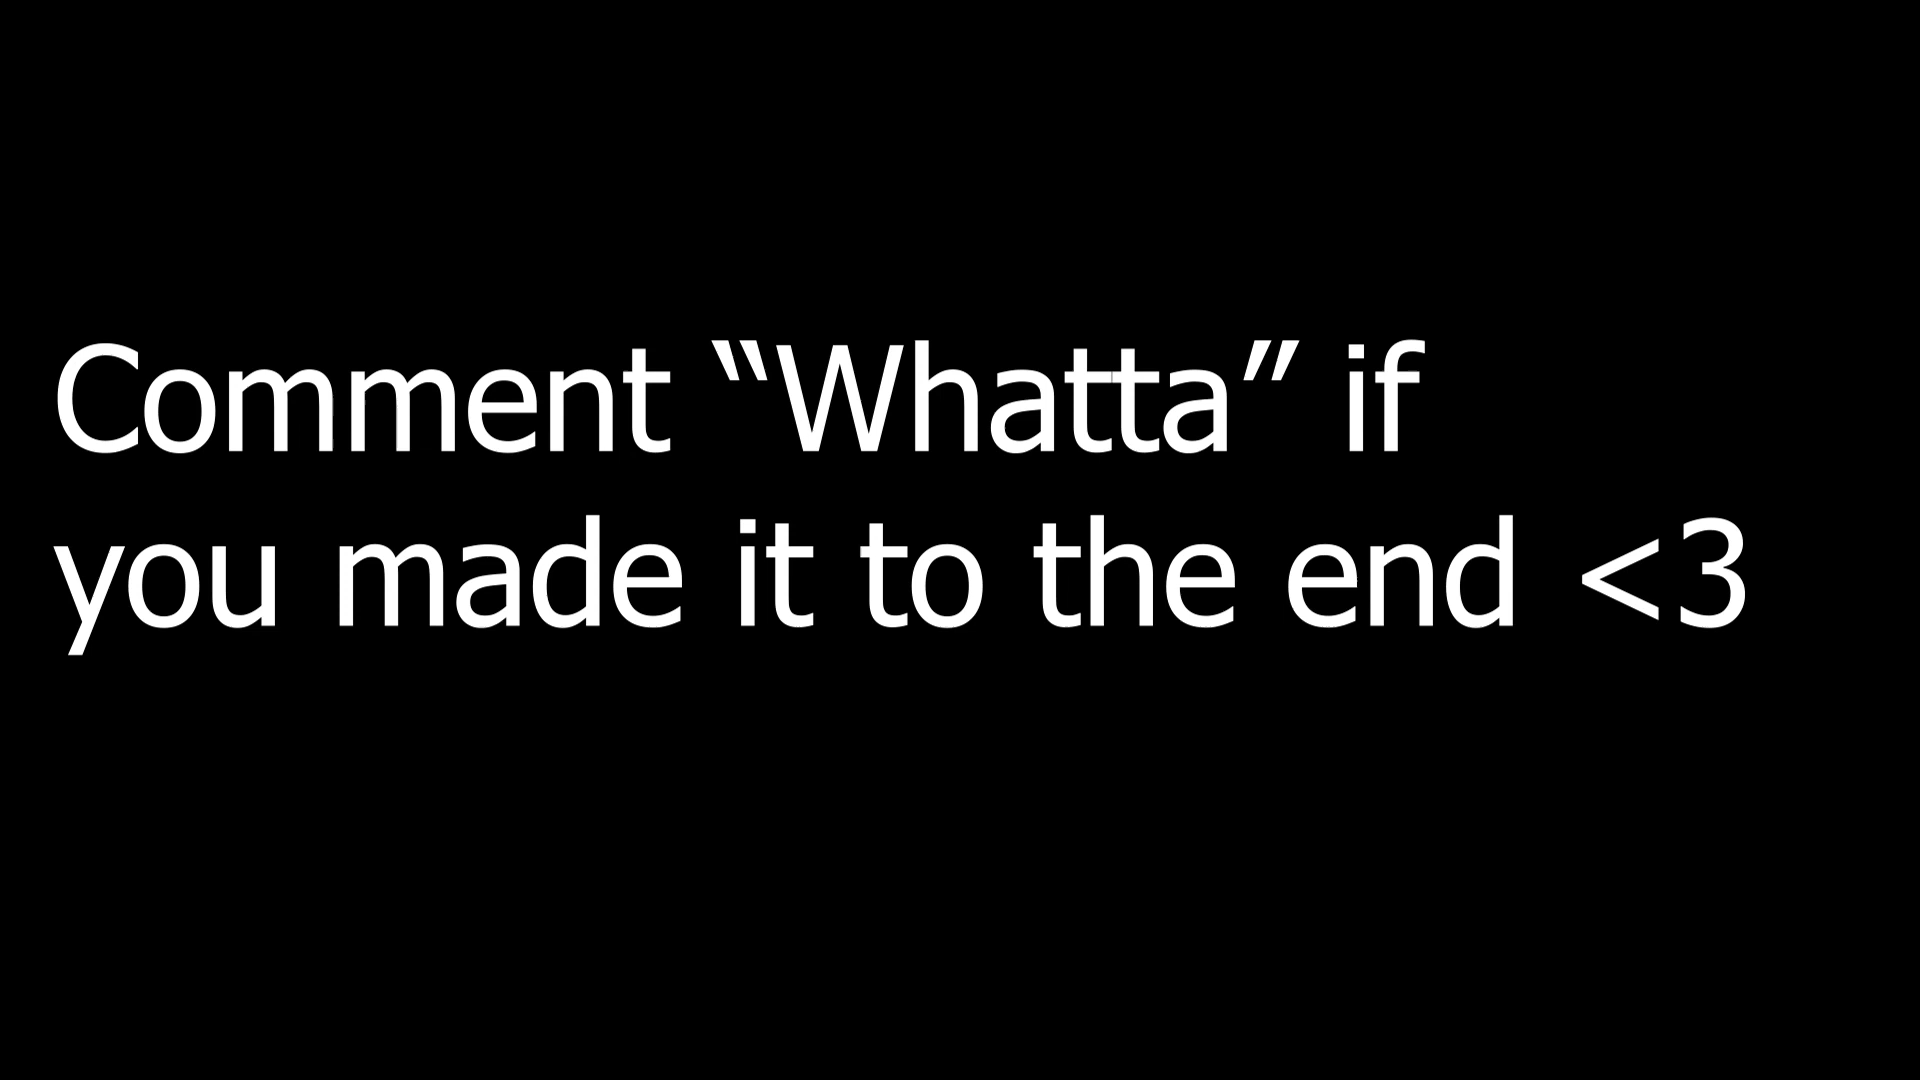 Comment “Whatta” if
you made it to the end <3